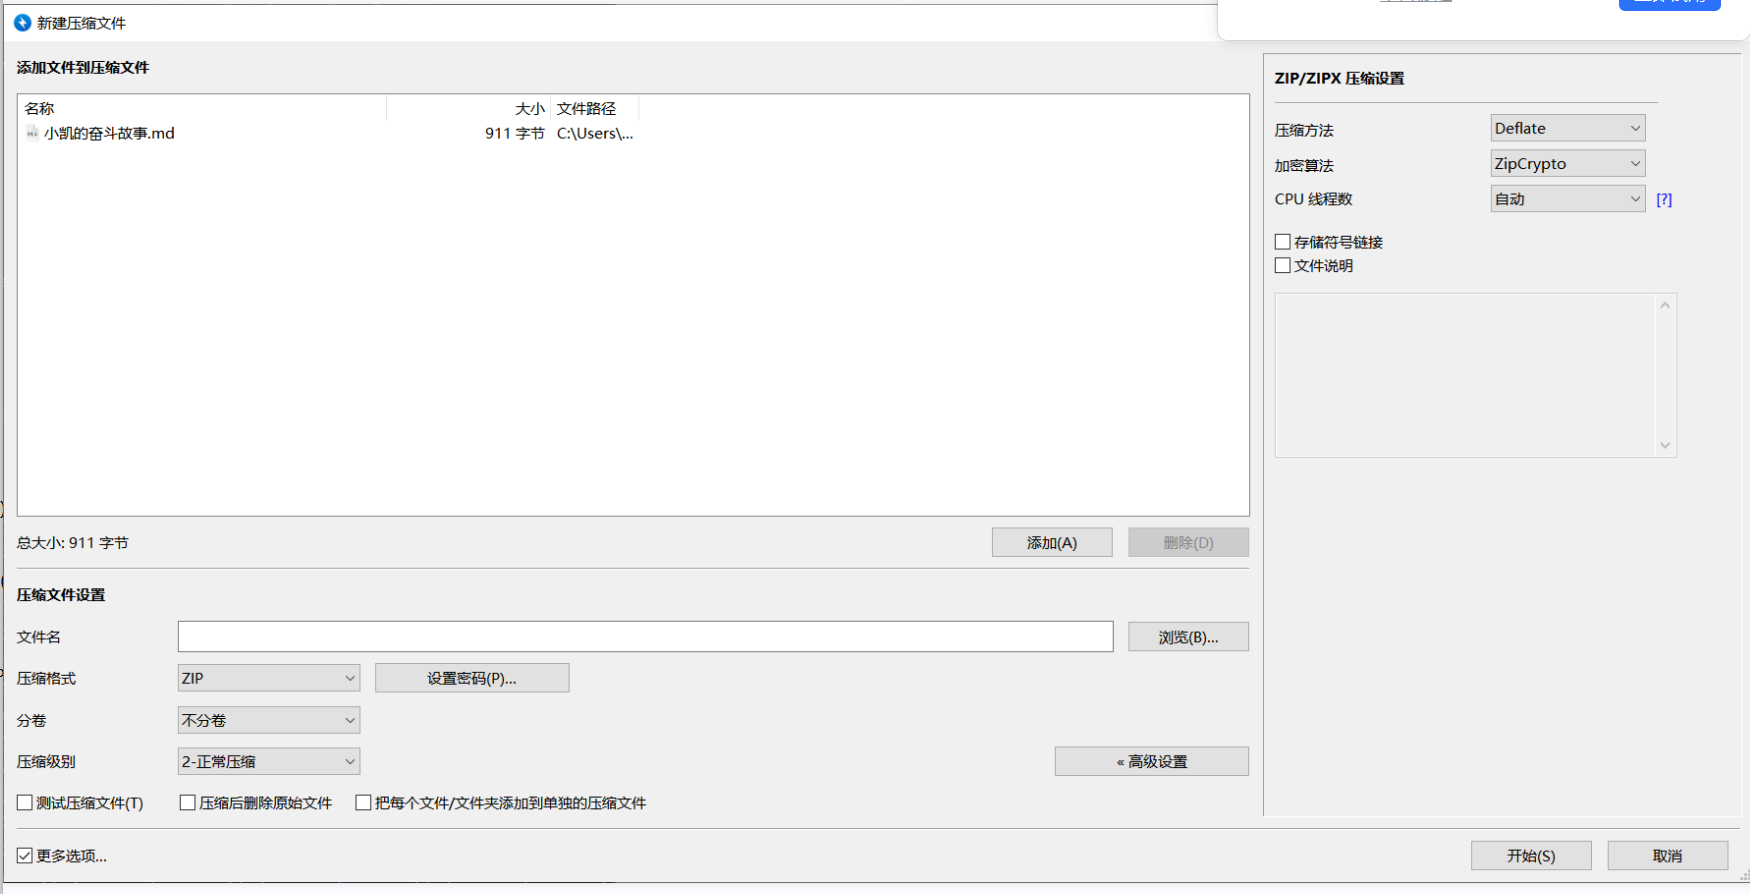 新建压缩文件
添加文件到压缩文件
名称 大小 文件路径
小凯的奋斗故事.md 911 字节 C:\Users\...
总大小: 911 字节
添加(A) 删除(D)
压缩文件设置
文件名 浏览(B)...
压缩格式 ZIP 设置密码(P)...
分卷 不分卷
压缩级别 2-正常压缩 « 高级设置
测试压缩文件(T) 压缩后删除原始文件 把每个文件/文件夹添加到单独的压缩文件
更多选项...
ZIP/ZIPX 压缩设置
压缩方法 Deflate
加密算法 ZipCrypto
CPU 线程数 自动 [?]
存储符号链接
文件说明
开始(S) 取消